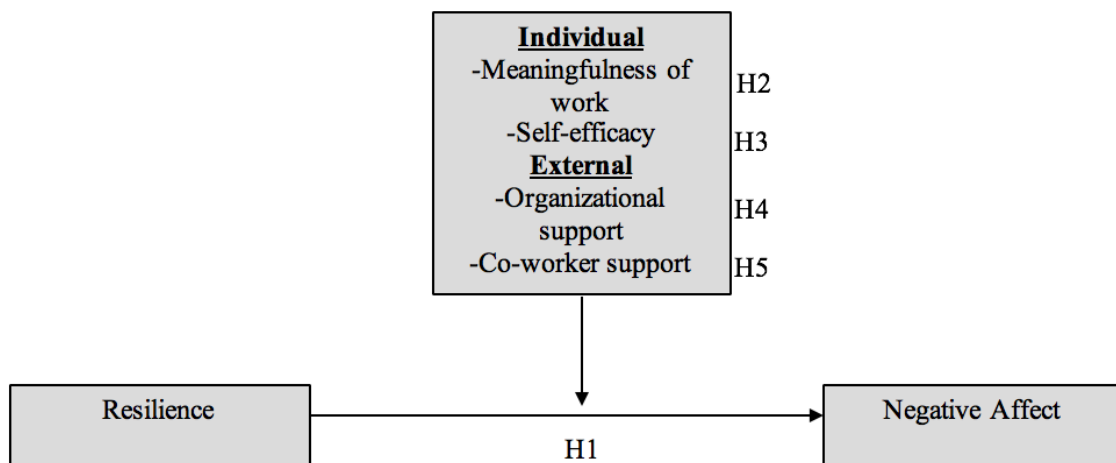 Individual
-Meaningfulness of
work
H2
-Self-efficacy
H3
External
-Organizational
support
H4
-Co-worker support
H5
Resilience
Negative Affect
H1